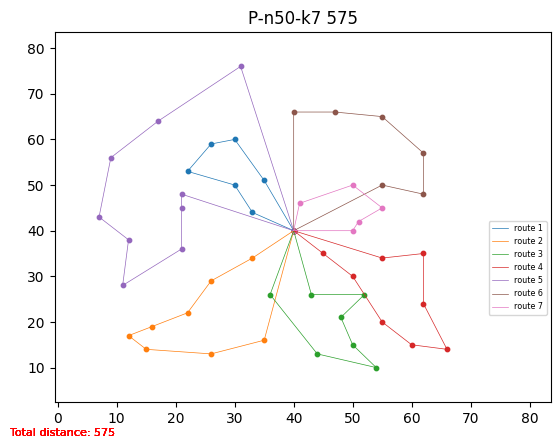 P-n50-k7 575
80
70
60
50
40
30
20
10
0 10 20 30 40 50 60 70 80
route 1
route 2
route 3
route 4
route 5
route 6
route 7
Total distance: 575